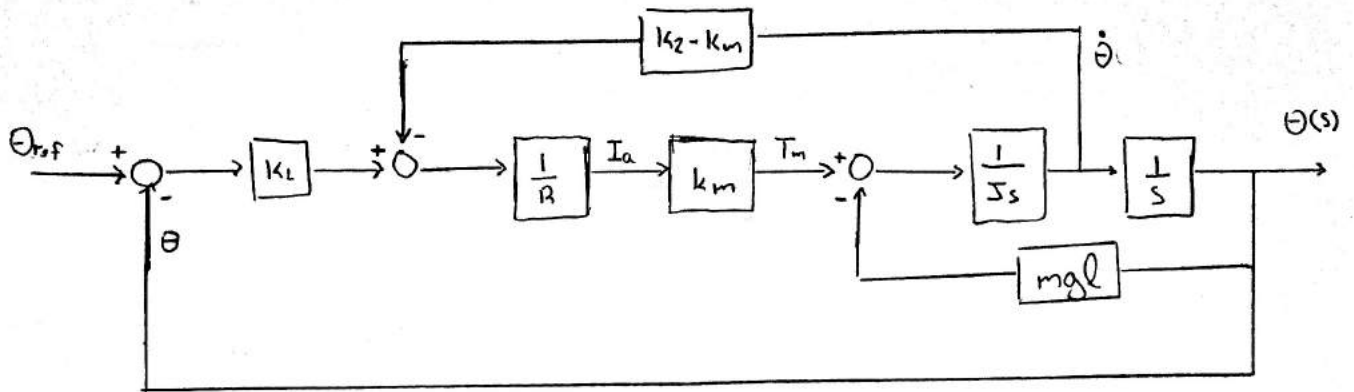 K₂ - kₘ
θ̇
Θref
+
-
K₁
+
-
1/R
Iₐ
kₘ
Tₘ
+
-
1/Js
1/s
Θ(s)
θ
mgl